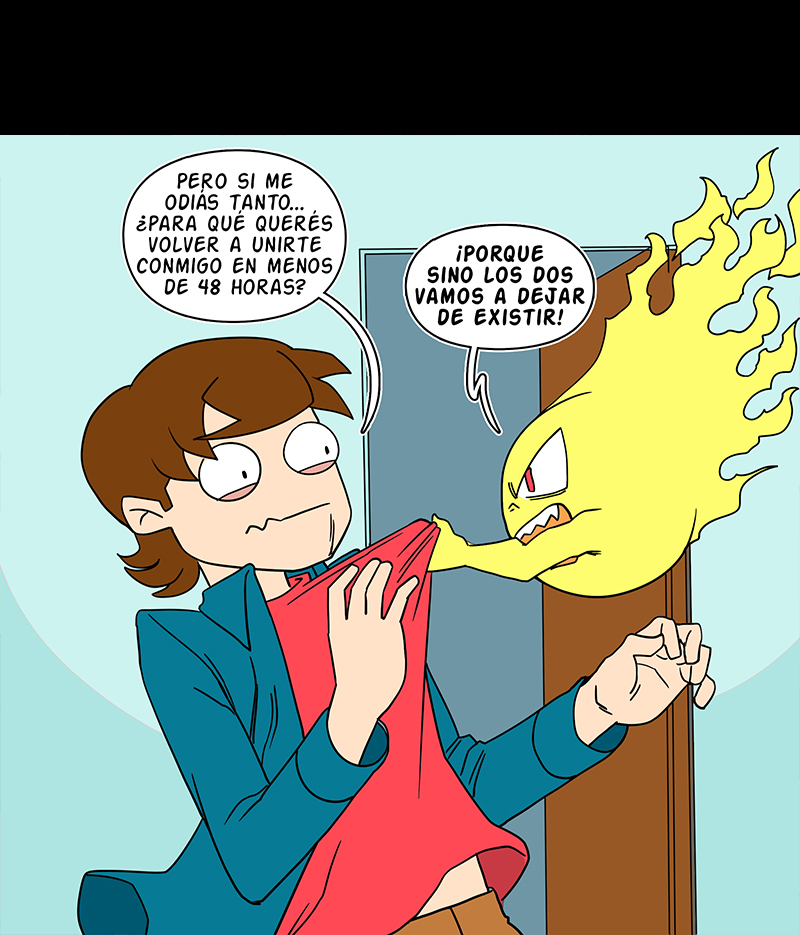 PERO SI ME
ODIÁS TANTO...
¿PARA QUÉ QUERÉS
VOLVER A UNIRTE
CONMIGO EN MENOS
DE 48 HORAS?
¡PORQUE
SINO LOS DOS
VAMOS A DEJAR
DE EXISTIR!